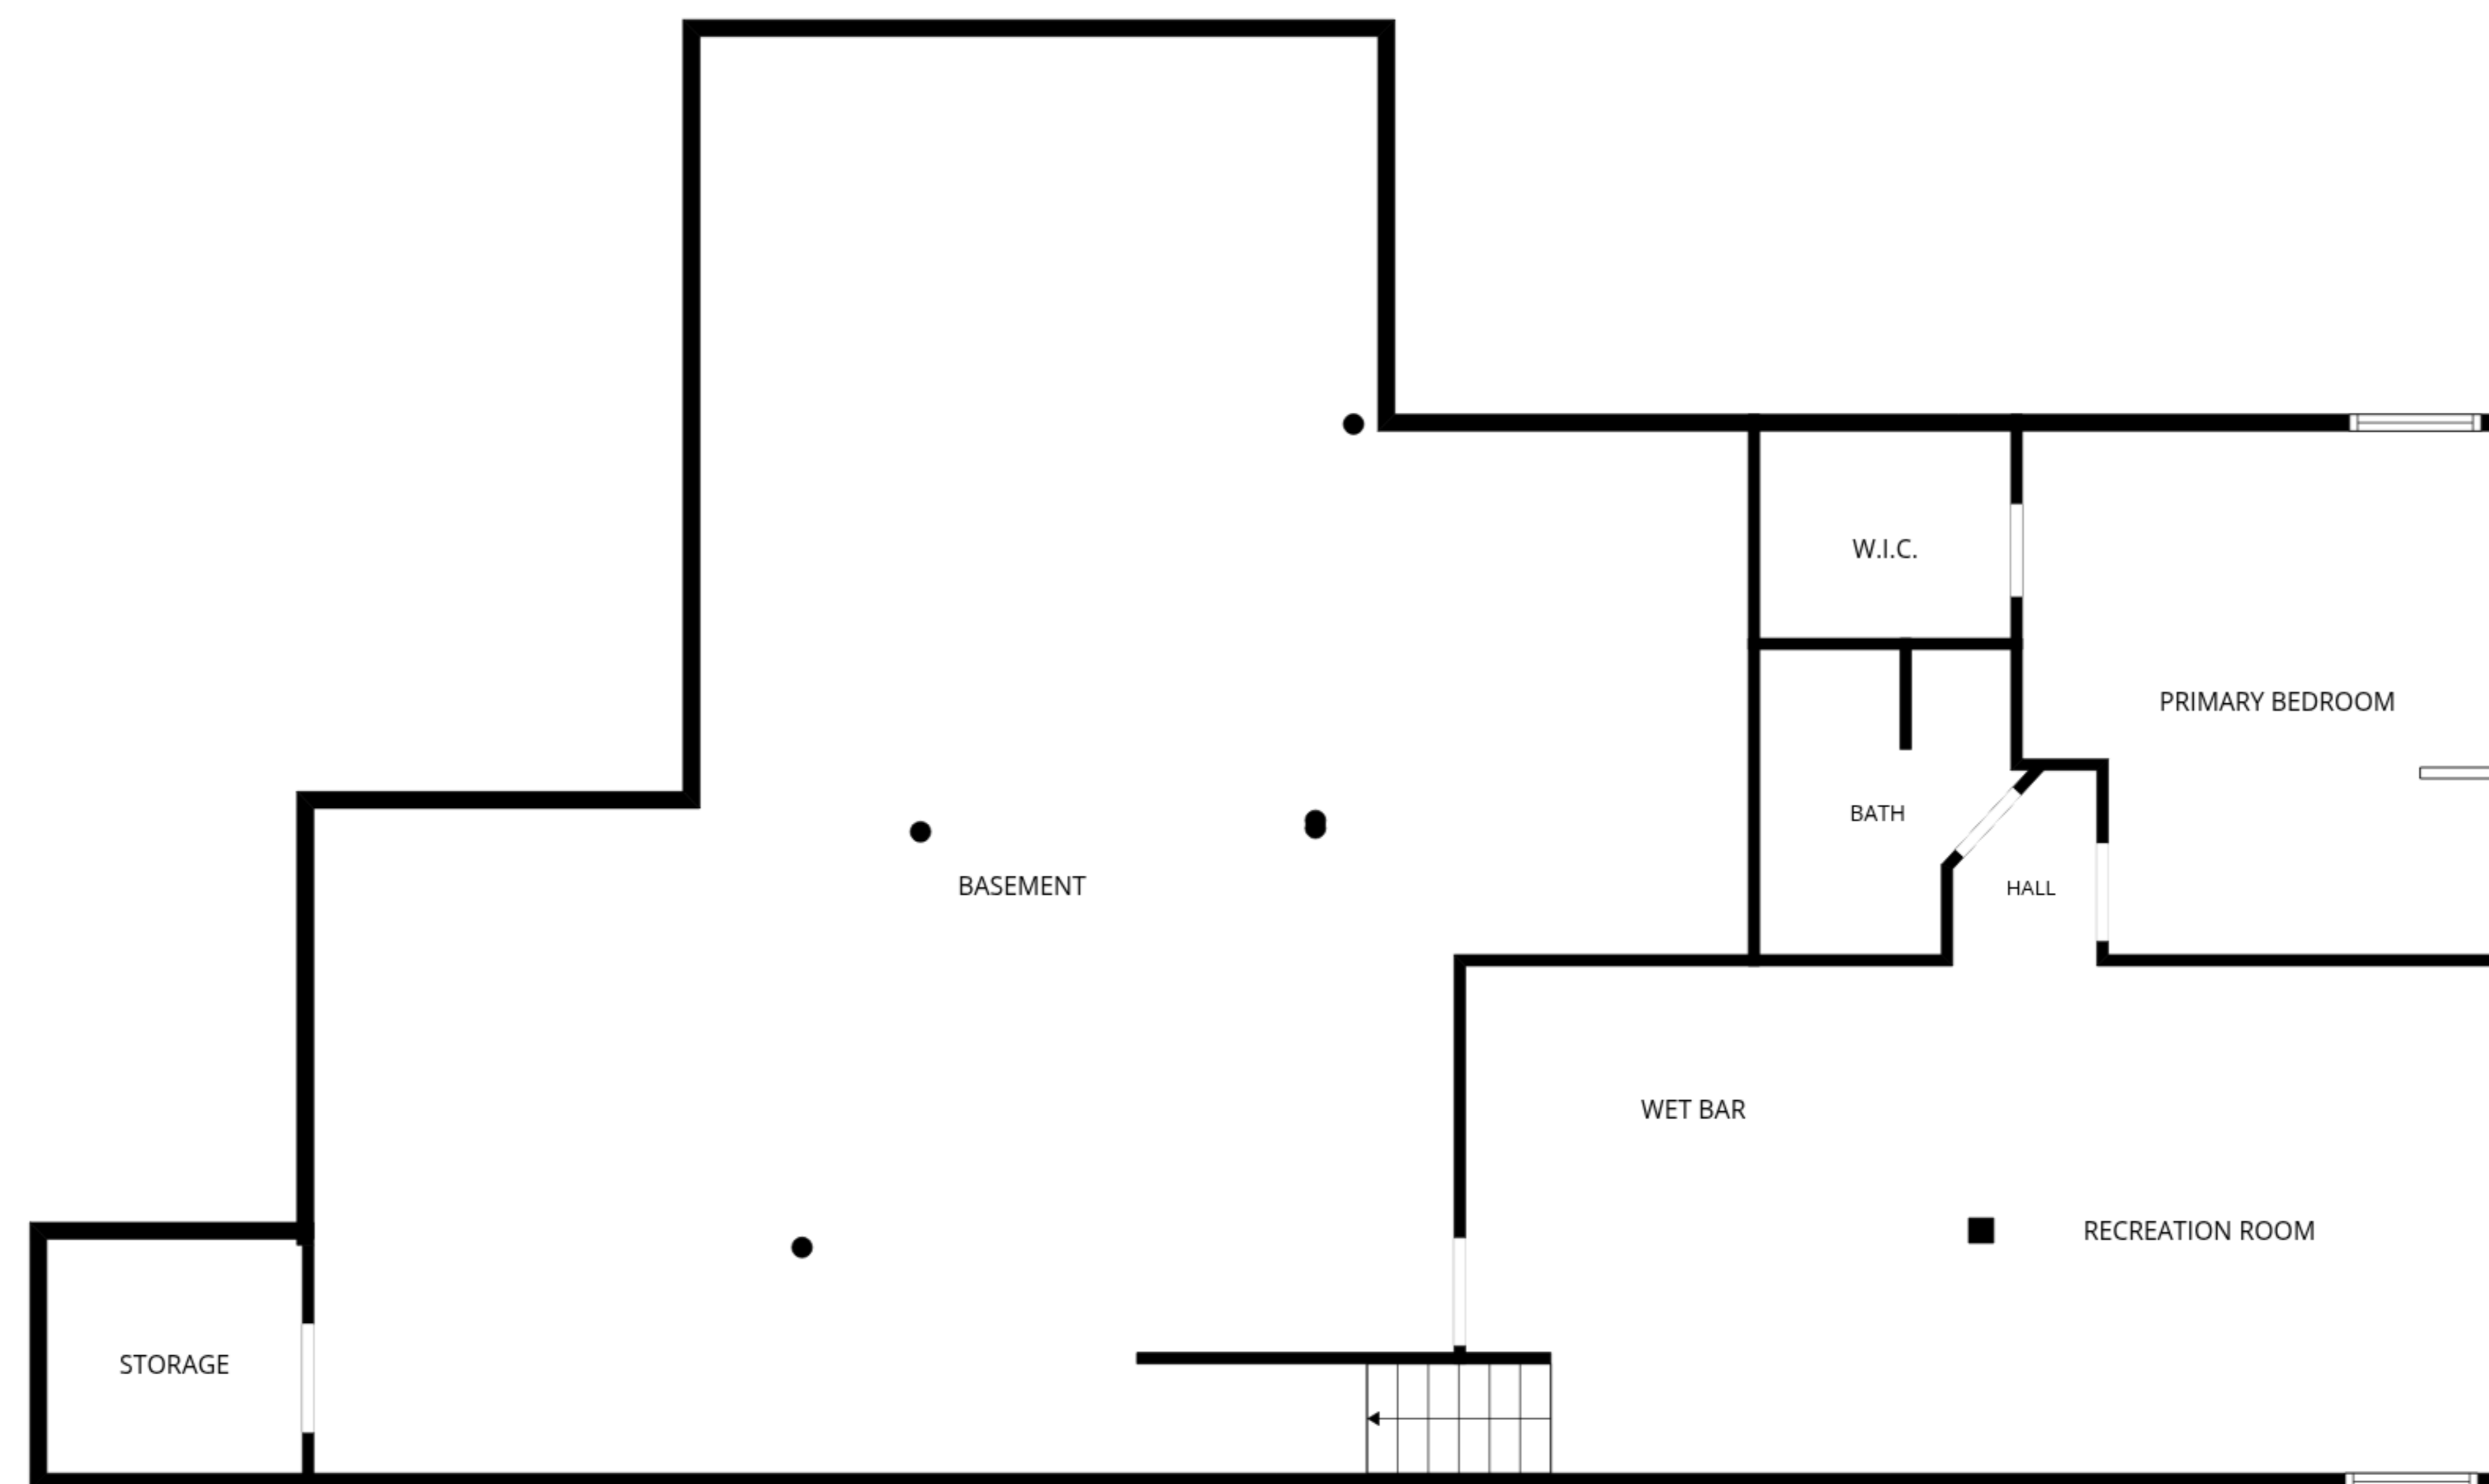 W.I.C.
PRIMARY BEDROOM
BATH
BASEMENT
HALL
WET BAR
RECREATION ROOM
STORAGE